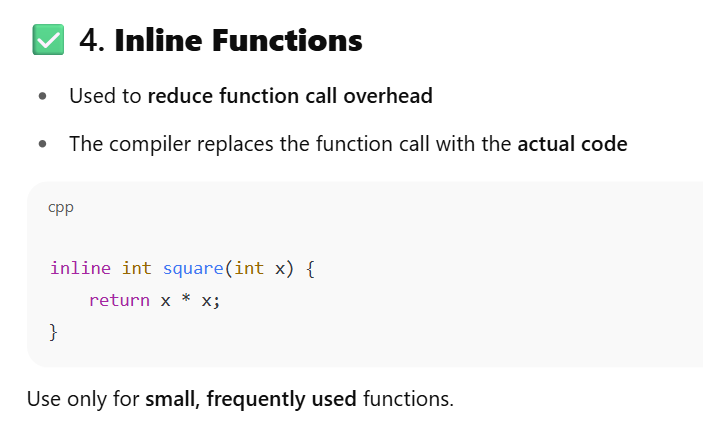 ✅ 4. Inline Functions
• Used to reduce function call overhead
• The compiler replaces the function call with the actual code
cpp
inline int square(int x) {
    return x * x;
}
Use only for small, frequently used functions.